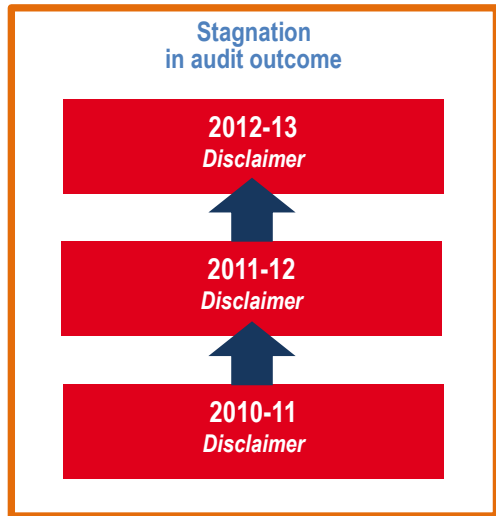 Stagnation
in audit outcome
2012-13
Disclaimer
2011-12
Disclaimer
2010-11
Disclaimer